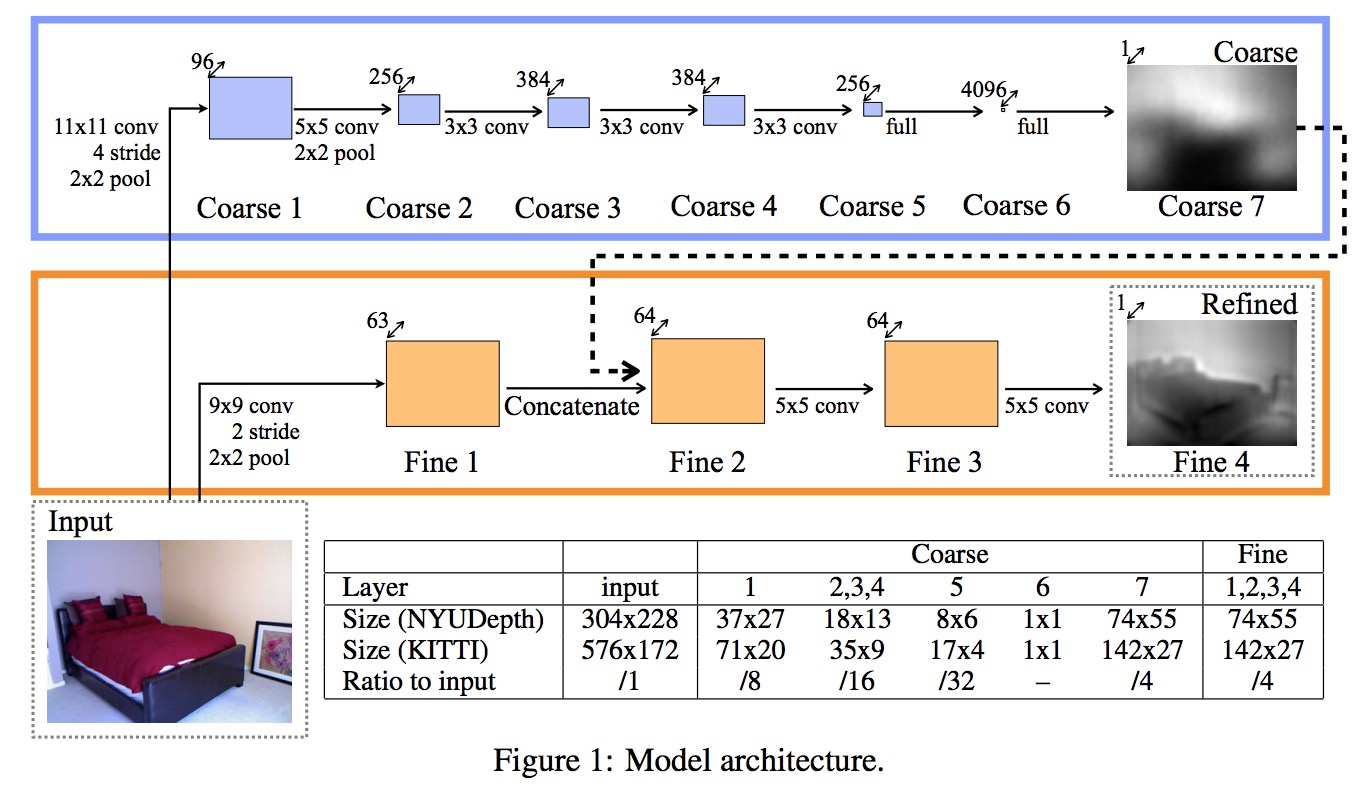 96
256
384
384
256
4096
1
Coarse
11x11 conv
4 stride
2x2 pool
5x5 conv
2x2 pool
3x3 conv
3x3 conv
3x3 conv
full
full
Coarse 1
Coarse 2
Coarse 3
Coarse 4
Coarse 5
Coarse 6
Coarse 7
63
64
64
1
Refined
9x9 conv
2 stride
2x2 pool
Concatenate
5x5 conv
5x5 conv
Fine 1
Fine 2
Fine 3
Fine 4
Input
Coarse Fine
Layer input 1 2,3,4 5 6 7 1,2,3,4
Size (NYUDepth) 304x228 37x27 18x13 8x6 1x1 74x55 74x55
Size (KITTI) 576x172 71x20 35x9 17x4 1x1 142x27 142x27
Ratio to input /1 /8 /16 /32 – /4 /4
Figure 1: Model architecture.